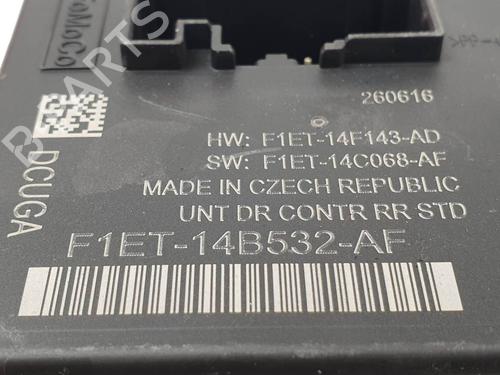 FoMoCo
260616
HW: F1ET-14F143-AD
SW: F1ET-14C068-AF
MADE IN CZECH REPUBLIC
UNT DR CONTR RR STD
DCUGA
F1ET-14B532-AF